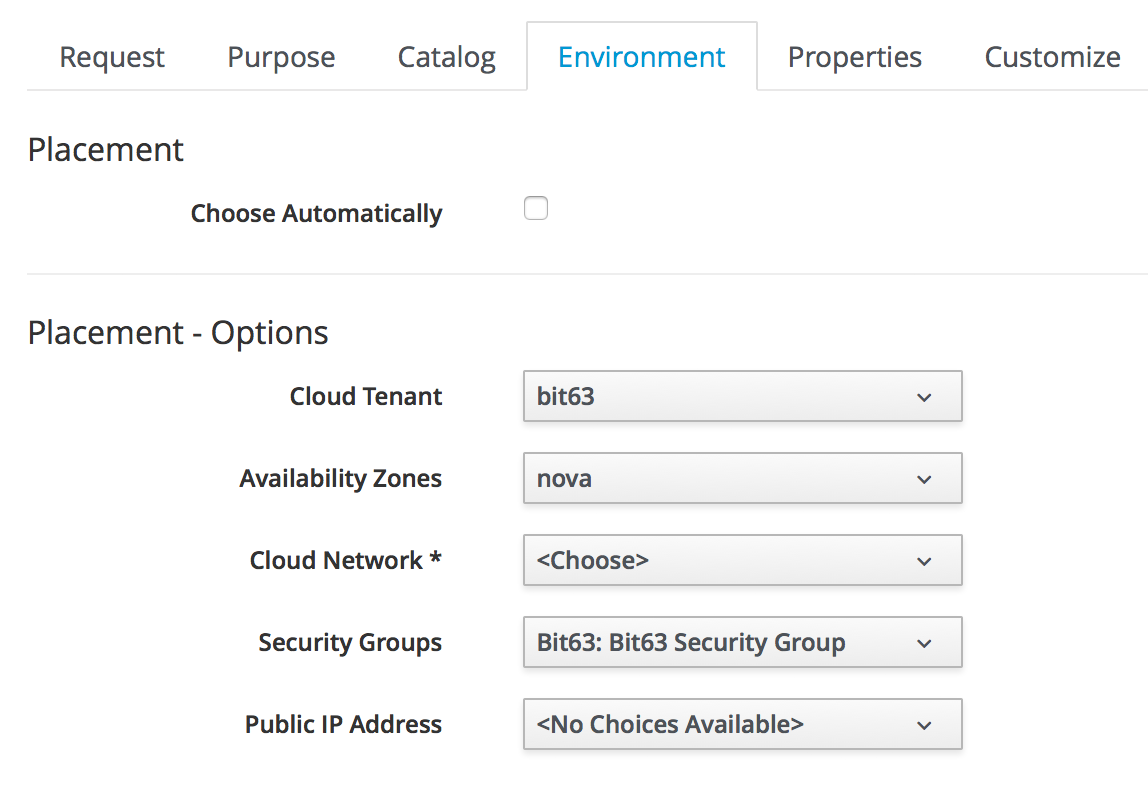 Request Purpose Catalog Environment Properties Customize
Placement
Choose Automatically
Placement - Options
Cloud Tenant bit63
Availability Zones nova
Cloud Network * <Choose>
Security Groups Bit63: Bit63 Security Group
Public IP Address <No Choices Available>